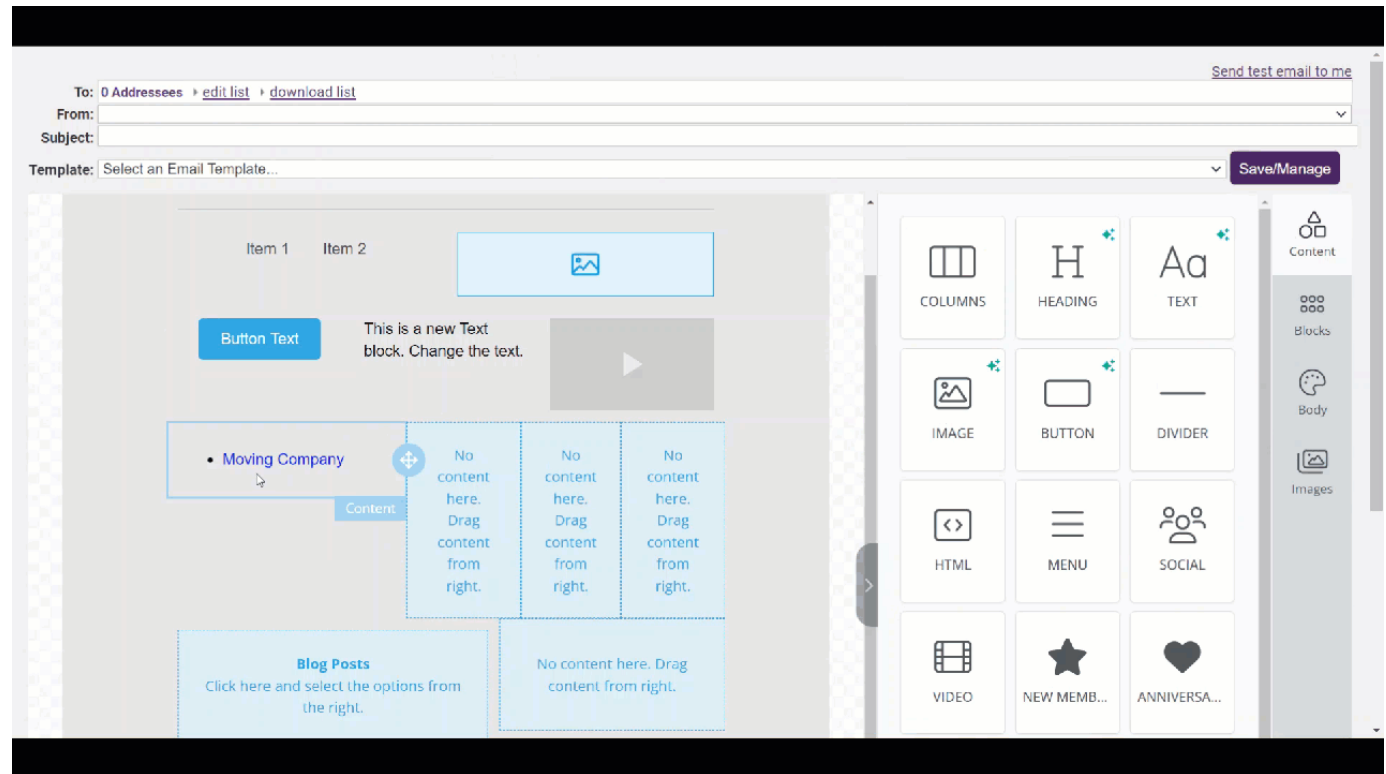 Send test email to me
To: 0 Addressees edit list download list
From:
Subject:
Template: Select an Email Template... Save/Manage
Item 1 Item 2
Button Text
This is a new Text
block. Change the text.
Moving Company
Content
No
content
here.
Drag
content
from
right.
No
content
here.
Drag
content
from
right.
No
content
here.
Drag
content
from
right.
Blog Posts
Click here and select the options from
the right.
No content here. Drag
content from right.
COLUMNS
H
HEADING
Aa
TEXT
IMAGE
BUTTON
DIVIDER
HTML
MENU
SOCIAL
VIDEO
NEW MEMB...
ANNIVERSA...
Content
Blocks
Body
Images